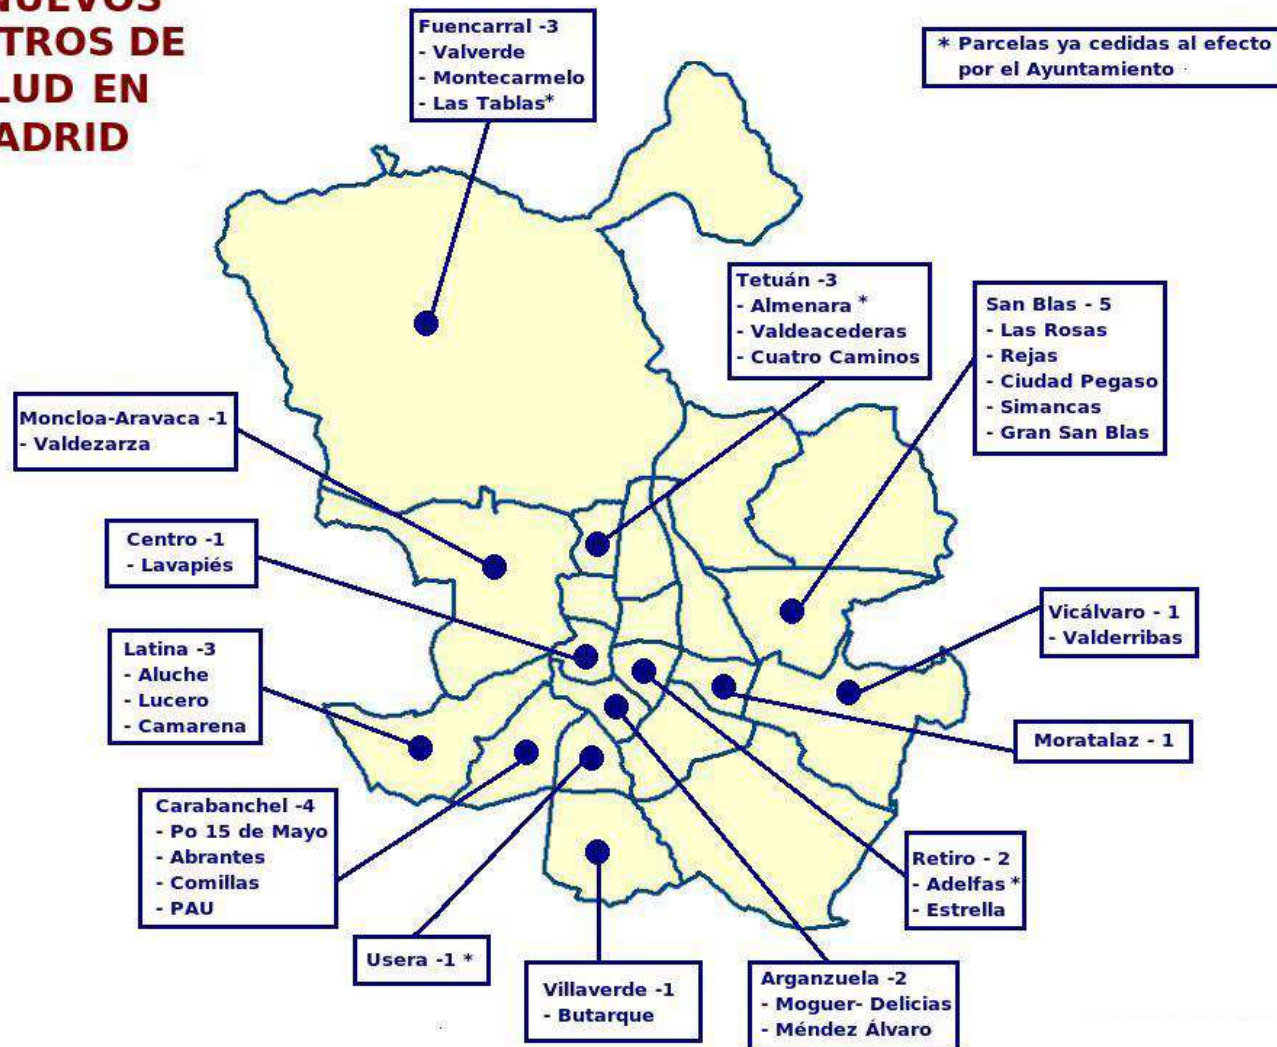 NUEVOS
TROS DE
LUD EN
ADRID
Fuencarral -3
- Valverde
- Montecarmelo
- Las Tablas*
* Parcelas ya cedidas al efecto
por el Ayuntamiento
Tetuán -3
- Almenara *
- Valdeacederas
- Cuatro Caminos
San Blas - 5
- Las Rosas
- Rejas
- Ciudad Pegaso
- Simancas
- Gran San Blas
Moncloa-Aravaca -1
- Valdezarza
Centro -1
- Lavapiés
Vicálvaro - 1
- Valderribas
Latina -3
- Aluche
- Lucero
- Camarena
Moratalaz - 1
Carabanchel -4
- Po 15 de Mayo
- Abrantes
- Comillas
- PAU
Retiro - 2
- Adelfas *
- Estrella
Usera -1 *
Villaverde -1
- Butarque
Arganzuela -2
- Moguer- Delicias
- Méndez Álvaro